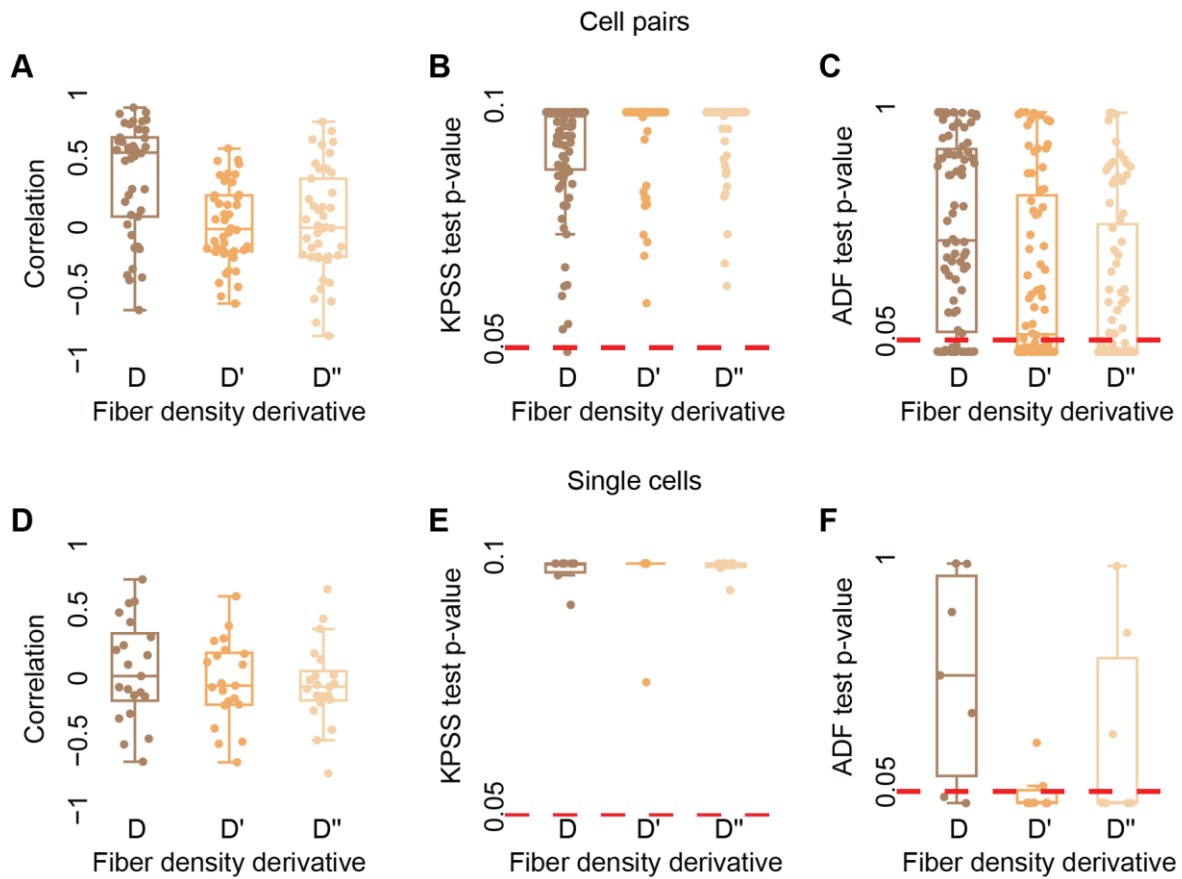 Cell pairs
A
Correlation
1
0.5
0
−0.5
−1
D D' D"
Fiber density derivative
B
KPSS test p-value
0.1
0.05
D D' D"
Fiber density derivative
C
ADF test p-value
1
0.05
D D' D"
Fiber density derivative
Single cells
D
Correlation
1
0.5
0
−0.5
−1
D D' D"
Fiber density derivative
E
KPSS test p-value
0.1
0.05
D D' D"
Fiber density derivative
F
ADF test p-value
1
0.05
D D' D"
Fiber density derivative